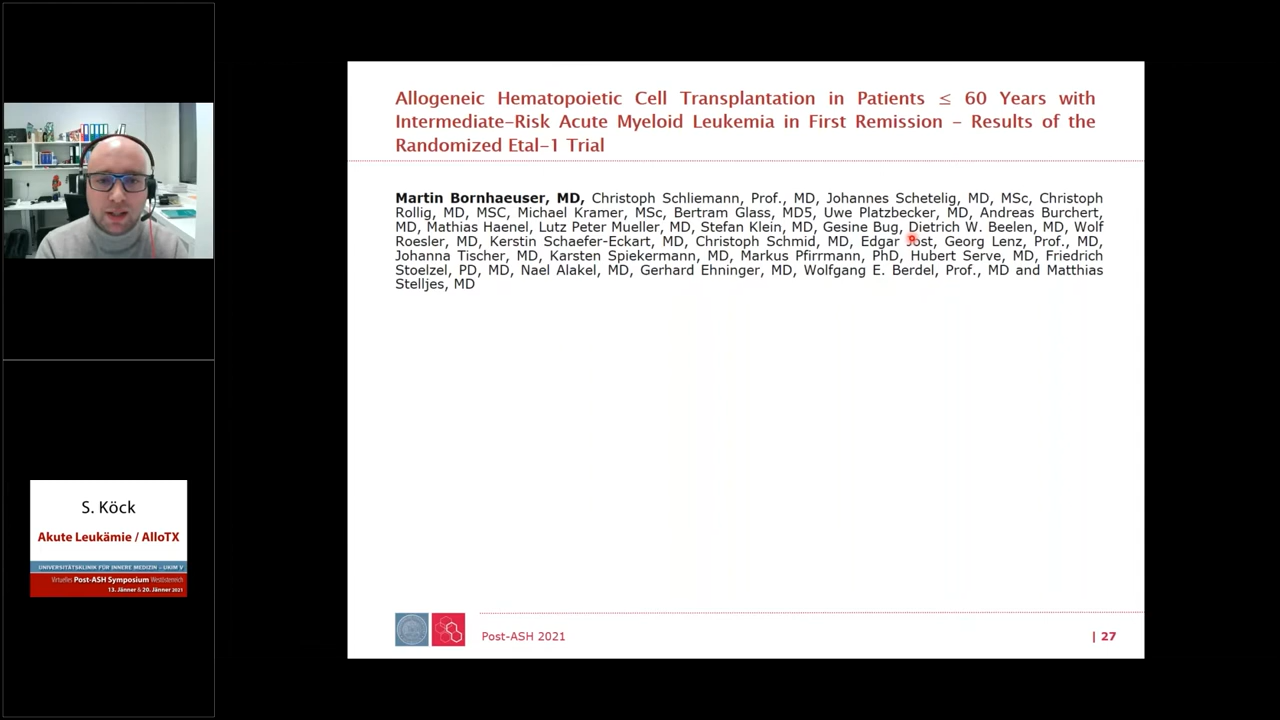 Allogeneic Hematopoietic Cell Transplantation in Patients ≤ 60 Years with
Intermediate-Risk Acute Myeloid Leukemia in First Remission – Results of the
Randomized Etal-1 Trial
Martin Bornhaeuser, MD, Christoph Schliemann, Prof., MD, Johannes Schetelig, MD, MSc, Christoph
Rollig, MD, MSC, Michael Kramer, MSc, Bertram Glass, MD5, Uwe Platzbecker, MD, Andreas Burchert,
MD, Mathias Haenel, Lutz Peter Mueller, MD, Stefan Klein, MD, Gesine Bug, Dietrich W. Beelen, MD, Wolf
Roesler, MD, Kerstin Schaefer-Eckart, MD, Christoph Schmid, MD, Edgar Jost, Georg Lenz, Prof., MD,
Johanna Tischer, MD, Karsten Spiekermann, MD, Markus Pfirrmann, PhD, Hubert Serve, MD, Friedrich
Stoelzel, PD, MD, Nael Alakel, MD, Gerhard Ehninger, MD, Wolfgang E. Berdel, Prof., MD and Matthias
Stelljes, MD
S. Köck
Akute Leukämie / AlloTX
UNIVERSITÄTSKLINIK FÜR INNERE MEDIZIN – UKIM V
Virtuelles Post-ASH Symposium Westösterreich
13. Jänner & 20. Jänner 2021
Post-ASH 2021
| 27